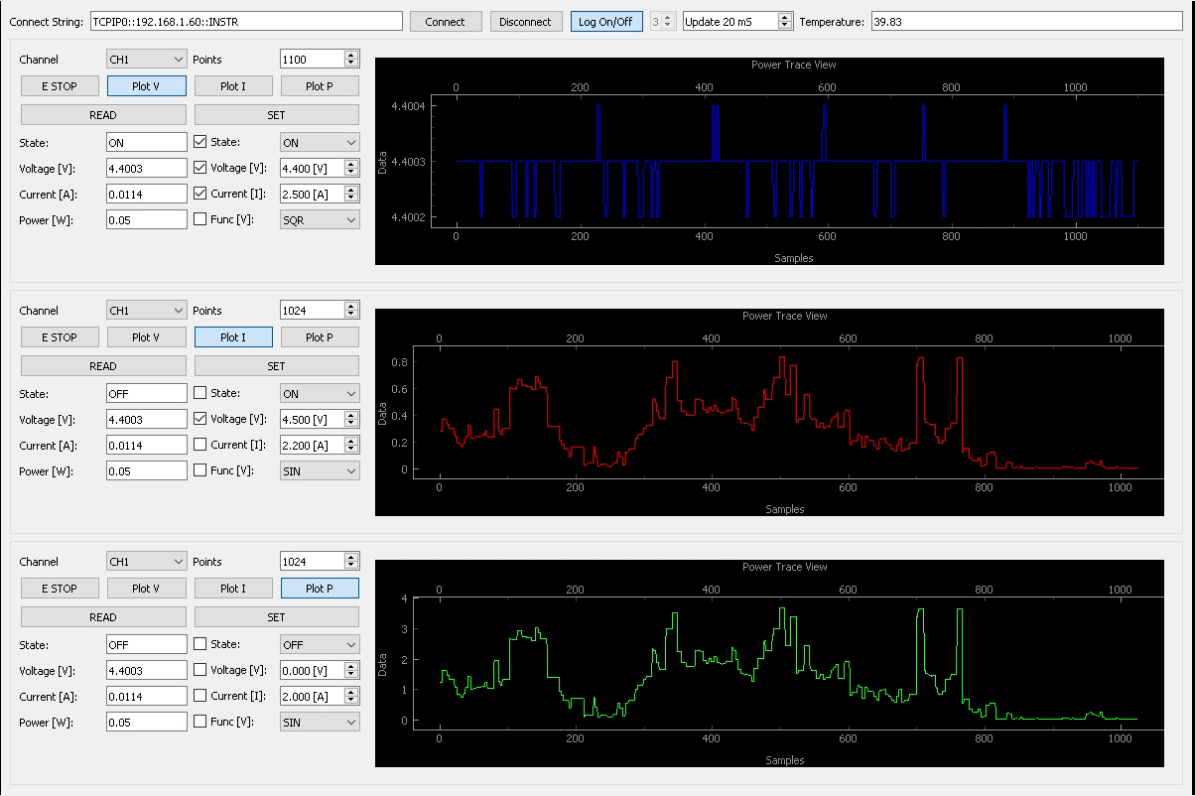 Connect String: TCPIP0::192.168.1.60::INSTR Connect Disconnect Log On/Off 3 Update 20 mS Temperature: 39.83
Channel CH1 Points 1100
E STOP Plot V Plot I Plot P
READ SET
State: ON State: ON
Voltage [V]: 4.4003 Voltage [V]: 4.400 [V]
Current [A]: 0.0114 Current [I]: 2.500 [A]
Power [W]: 0.05 Func [V]: SQR
Power Trace View
0 200 400 600 800 1000
4.4004
4.4003
4.4002
Data
0 200 400 600 800 1000
Samples
Channel CH1 Points 1024
E STOP Plot V Plot I Plot P
READ SET
State: OFF State: ON
Voltage [V]: 4.4003 Voltage [V]: 4.500 [V]
Current [A]: 0.0114 Current [I]: 2.200 [A]
Power [W]: 0.05 Func [V]: SIN
Power Trace View
0 200 400 600 800 1000
0.8
0.6
0.4
0.2
0
Data
0 200 400 600 800 1000
Samples
Channel CH1 Points 1024
E STOP Plot V Plot I Plot P
READ SET
State: OFF State: OFF
Voltage [V]: 4.4003 Voltage [V]: 0.000 [V]
Current [A]: 0.0114 Current [I]: 2.000 [A]
Power [W]: 0.05 Func [V]: SIN
Power Trace View
0 200 400 600 800 1000
4
3
2
1
0
Data
0 200 400 600 800 1000
Samples